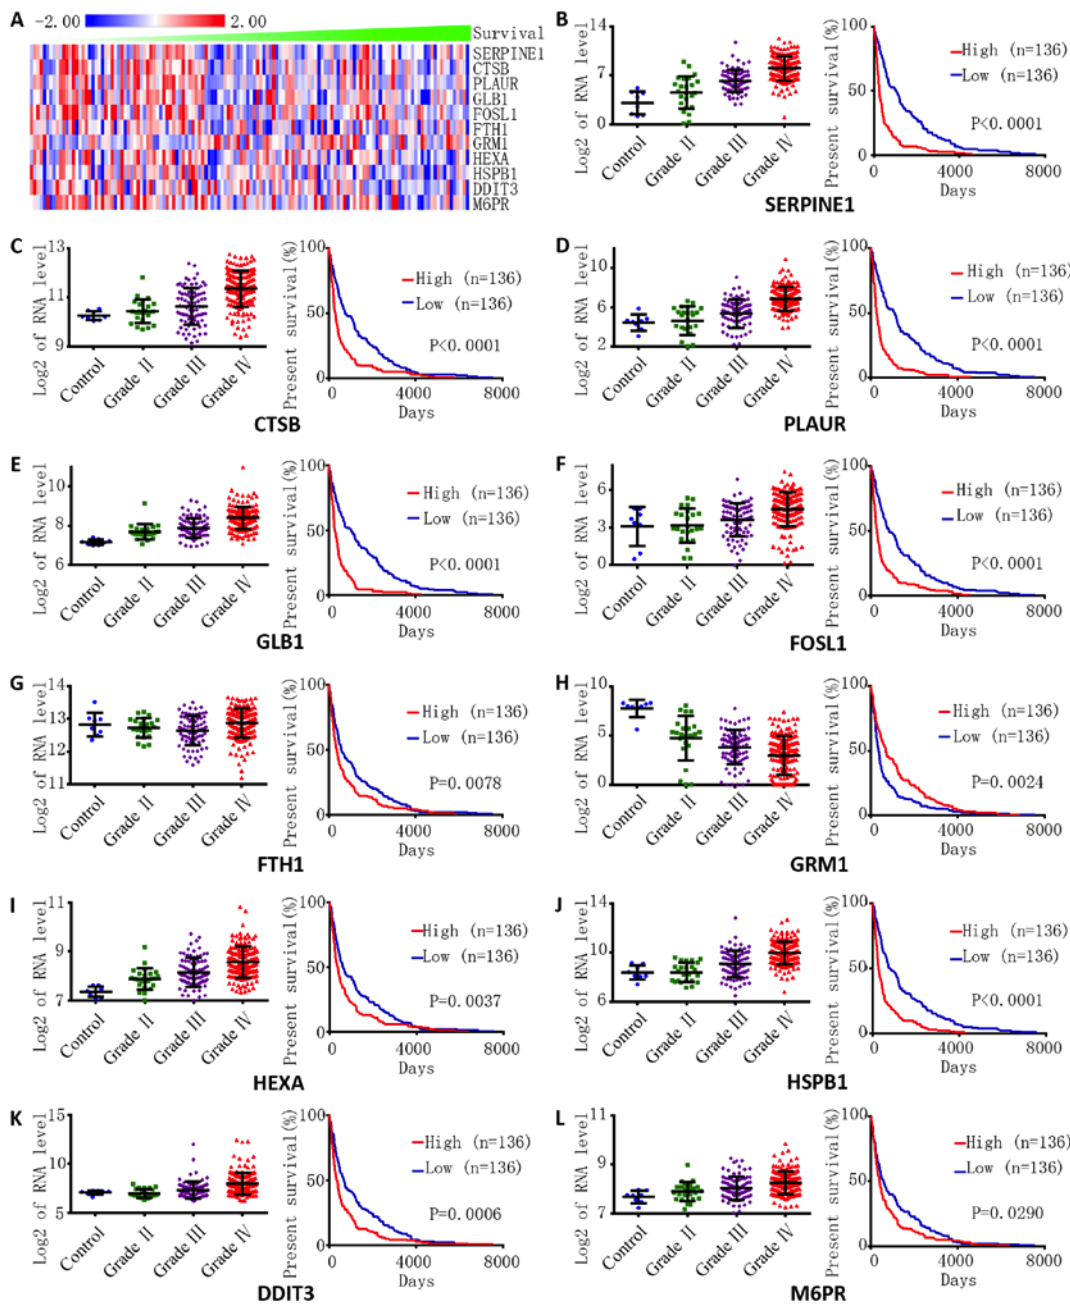 A
-2.00
2.00
Survival
SERPINE1
CTSB
PLAUR
GLB1
FOSL1
FTH1
GRM1
HEXA
HSPB1
DDIT3
M6PR
B
Log2 of RNA level
14
7
0
Control
Grade II
Grade III
Grade IV
Present survival(%)
100
50
0
High (n=136)
Low (n=136)
P<0.0001
0
4000
8000
Days
SERPINE1
C
Log2 of RNA level
13
11
9
Control
Grade II
Grade III
Grade IV
Present survival(%)
100
50
0
High (n=136)
Low (n=136)
P<0.0001
0
4000
8000
Days
CTSB
D
Log2 of RNA level
10
6
2
Control
Grade II
Grade III
Grade IV
Present survival(%)
100
50
0
High (n=136)
Low (n=136)
P<0.0001
0
4000
8000
Days
PLAUR
E
Log2 of RNA level
10
8
6
Control
Grade II
Grade III
Grade IV
Present survival(%)
100
50
0
High (n=136)
Low (n=136)
P<0.0001
0
4000
8000
Days
GLB1
F
Log2 of RNA level
6
3
0
Control
Grade II
Grade III
Grade IV
Present survival(%)
100
50
0
High (n=136)
Low (n=136)
P<0.0001
0
4000
8000
Days
FOSL1
G
Log2 of RNA level
14
13
12
11
Control
Grade II
Grade III
Grade IV
Present survival(%)
100
50
0
High (n=136)
Low (n=136)
P=0.0078
0
4000
8000
Days
FTH1
H
Log2 of RNA level
10
5
0
Control
Grade II
Grade III
Grade IV
Present survival(%)
100
50
0
High (n=136)
Low (n=136)
P=0.0024
0
4000
8000
Days
GRM1
I
Log2 of RNA level
11
9
7
Control
Grade II
Grade III
Grade IV
Present survival(%)
100
50
0
High (n=136)
Low (n=136)
P=0.0037
0
4000
8000
Days
HEXA
J
Log2 of RNA level
14
10
6
Control
Grade II
Grade III
Grade IV
Present survival(%)
100
50
0
High (n=136)
Low (n=136)
P<0.0001
0
4000
8000
Days
HSPB1
K
Log2 of RNA level
15
10
5
Control
Grade II
Grade III
Grade IV
Present survival(%)
100
50
0
High (n=136)
Low (n=136)
P=0.0006
0
4000
8000
Days
DDIT3
L
Log2 of RNA level
11
9
7
Control
Grade II
Grade III
Grade IV
Present survival(%)
100
50
0
High (n=136)
Low (n=136)
P=0.0290
0
4000
8000
Days
M6PR